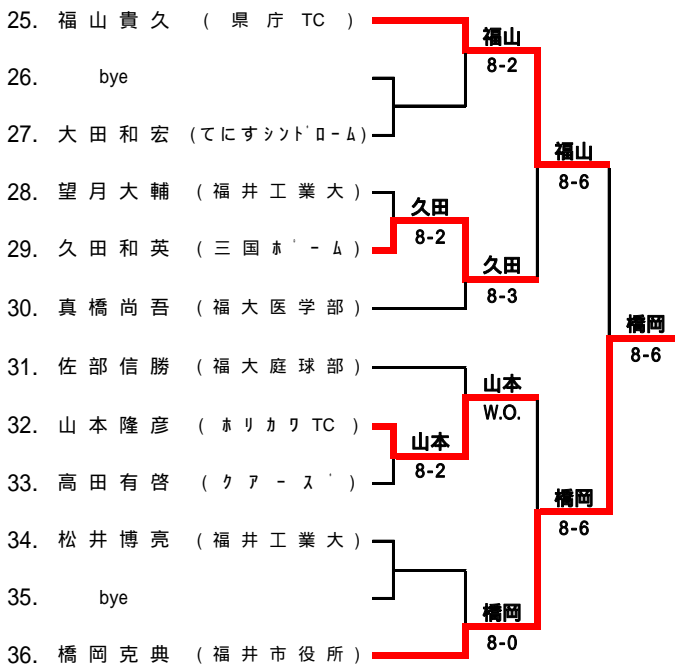 25. 福山貴久 (県庁TC)
福山
8-2
26. bye
27. 大田和宏 (てにすｼﾝﾄﾞﾛｰﾑ)
福山
8-6
28. 望月大輔 (福井工業大)
久田
8-2
29. 久田和英 (三国ﾎﾞｰﾑ)
久田
8-3
30. 真橋尚吾 (福大医学部)
橋岡
8-6
31. 佐部信勝 (福大庭球部)
山本
W.O.
32. 山本隆彦 (ﾎﾘｶﾜTC)
山本
8-2
33. 高田有啓 (ｸｱｰｽﾞ)
橋岡
8-6
34. 松井博亮 (福井工業大)
35. bye
橋岡
8-0
36. 橋岡克典 (福井市役所)